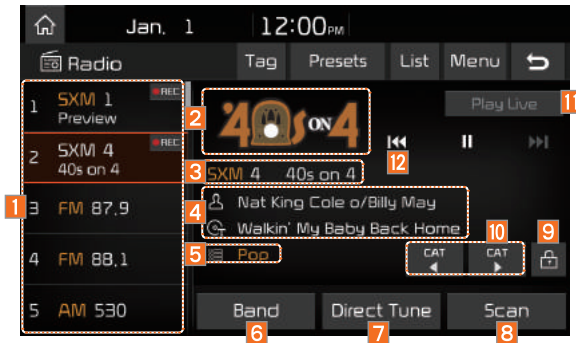 Jan. 1 12:00 PM
Radio Tag Presets List Menu
1 SXM 1 REC
Preview
2 SXM 4 REC
40s on 4
3 FM 87.9
4 FM 88.1
5 AM 530
1
2
'40s ON 4
Play Live 11
12
3 SXM 4 40s on 4
4 Nat King Cole o/Billy May
Walkin' My Baby Back Home
5 Pop
10 9
CAT CAT
Band Direct Tune Scan
6 7 8